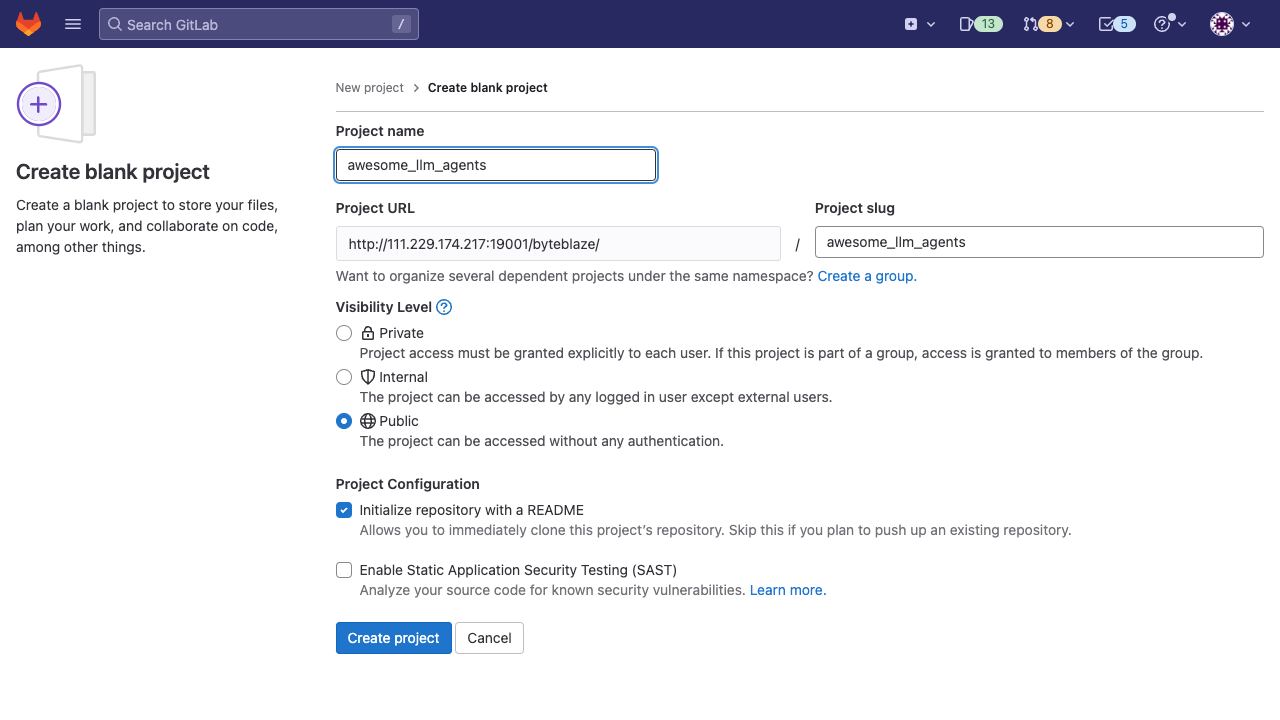 Search GitLab /
13 8 5
Create blank project
Create a blank project to store your files,
plan your work, and collaborate on code,
among other things.
New project > Create blank project
Project name
awesome_llm_agents
Project URL
Project slug
http://111.229.174.217:19001/byteblaze/
/
awesome_llm_agents
Want to organize several dependent projects under the same namespace? Create a group.
Visibility Level ?
Private
Project access must be granted explicitly to each user. If this project is part of a group, access is granted to members of the group.
Internal
The project can be accessed by any logged in user except external users.
Public
The project can be accessed without any authentication.
Project Configuration
Initialize repository with a README
Allows you to immediately clone this project’s repository. Skip this if you plan to push up an existing repository.
Enable Static Application Security Testing (SAST)
Analyze your source code for known security vulnerabilities. Learn more.
Create project
Cancel